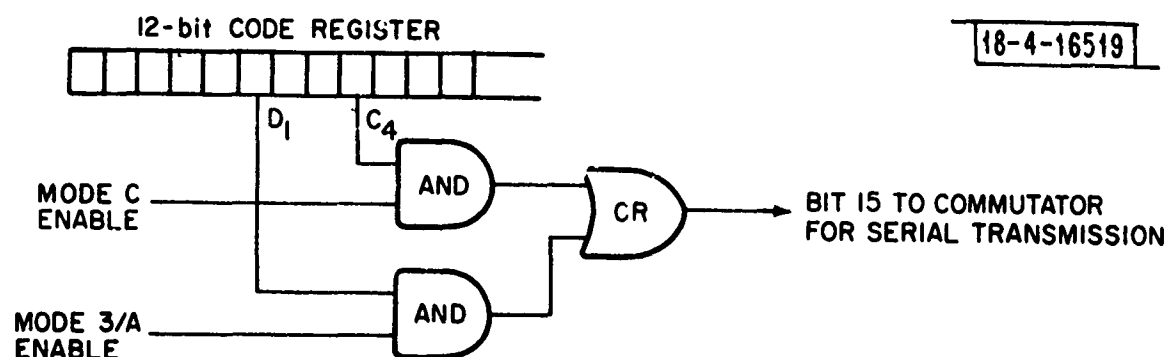 12-bit CODE REGISTER
18-4-16519
D1
C4
AND
MODE C
ENABLE
CR
BIT 15 TO COMMUTATOR
FOR SERIAL TRANSMISSION
AND
MODE 3/A
ENABLE